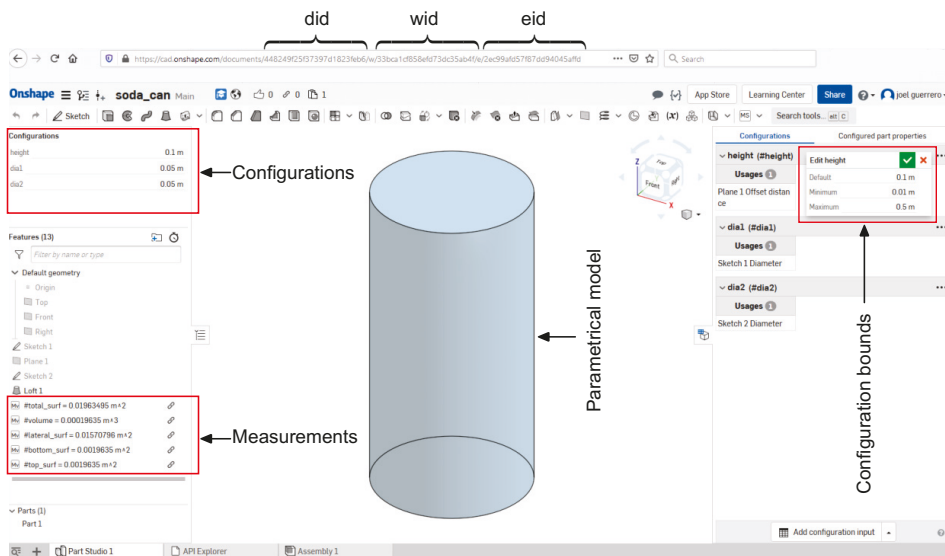 did wid eid
https://cad.onshape.com/documents/448249f25f37397d1823feb6/w/33bca1cf858efd73dc35ab4f/e/2ec99afd57f67dd94045affd
Search
Onshape soda_can Main 0 0 1 App Store Learning Center Share joel guerrero
Sketch Search tools... alt C
Configurations
height 0.1 m
dia1 0.05 m
dia2 0.05 m
Configurations
Features (13)
Filter by name or type
Default geometry
Origin
Top
Front
Right
Sketch 1
Plane 1
Sketch 2
Loft 1
#total_surf = 0.01963495 m^2
#volume = 0.00019635 m^3
#lateral_surf = 0.01570796 m^2
#bottom_surf = 0.0019635 m^2
#top_surf = 0.0019635 m^2
Measurements
Parts (1)
Part 1
Z
Top
Front
Right
X
Parametrical model
Configurations Configured part properties
height (#height)
Usages 1
Plane 1 Offset distan
ce
Edit height
Default 0.1 m
Minimum 0.01 m
Maximum 0.5 m
dia1 (#dia1)
Usages 1
Sketch 1 Diameter
dia2 (#dia2)
Usages 1
Sketch 2 Diameter
Configuration bounds
Add configuration input
Part Studio 1 API Explorer Assembly 1